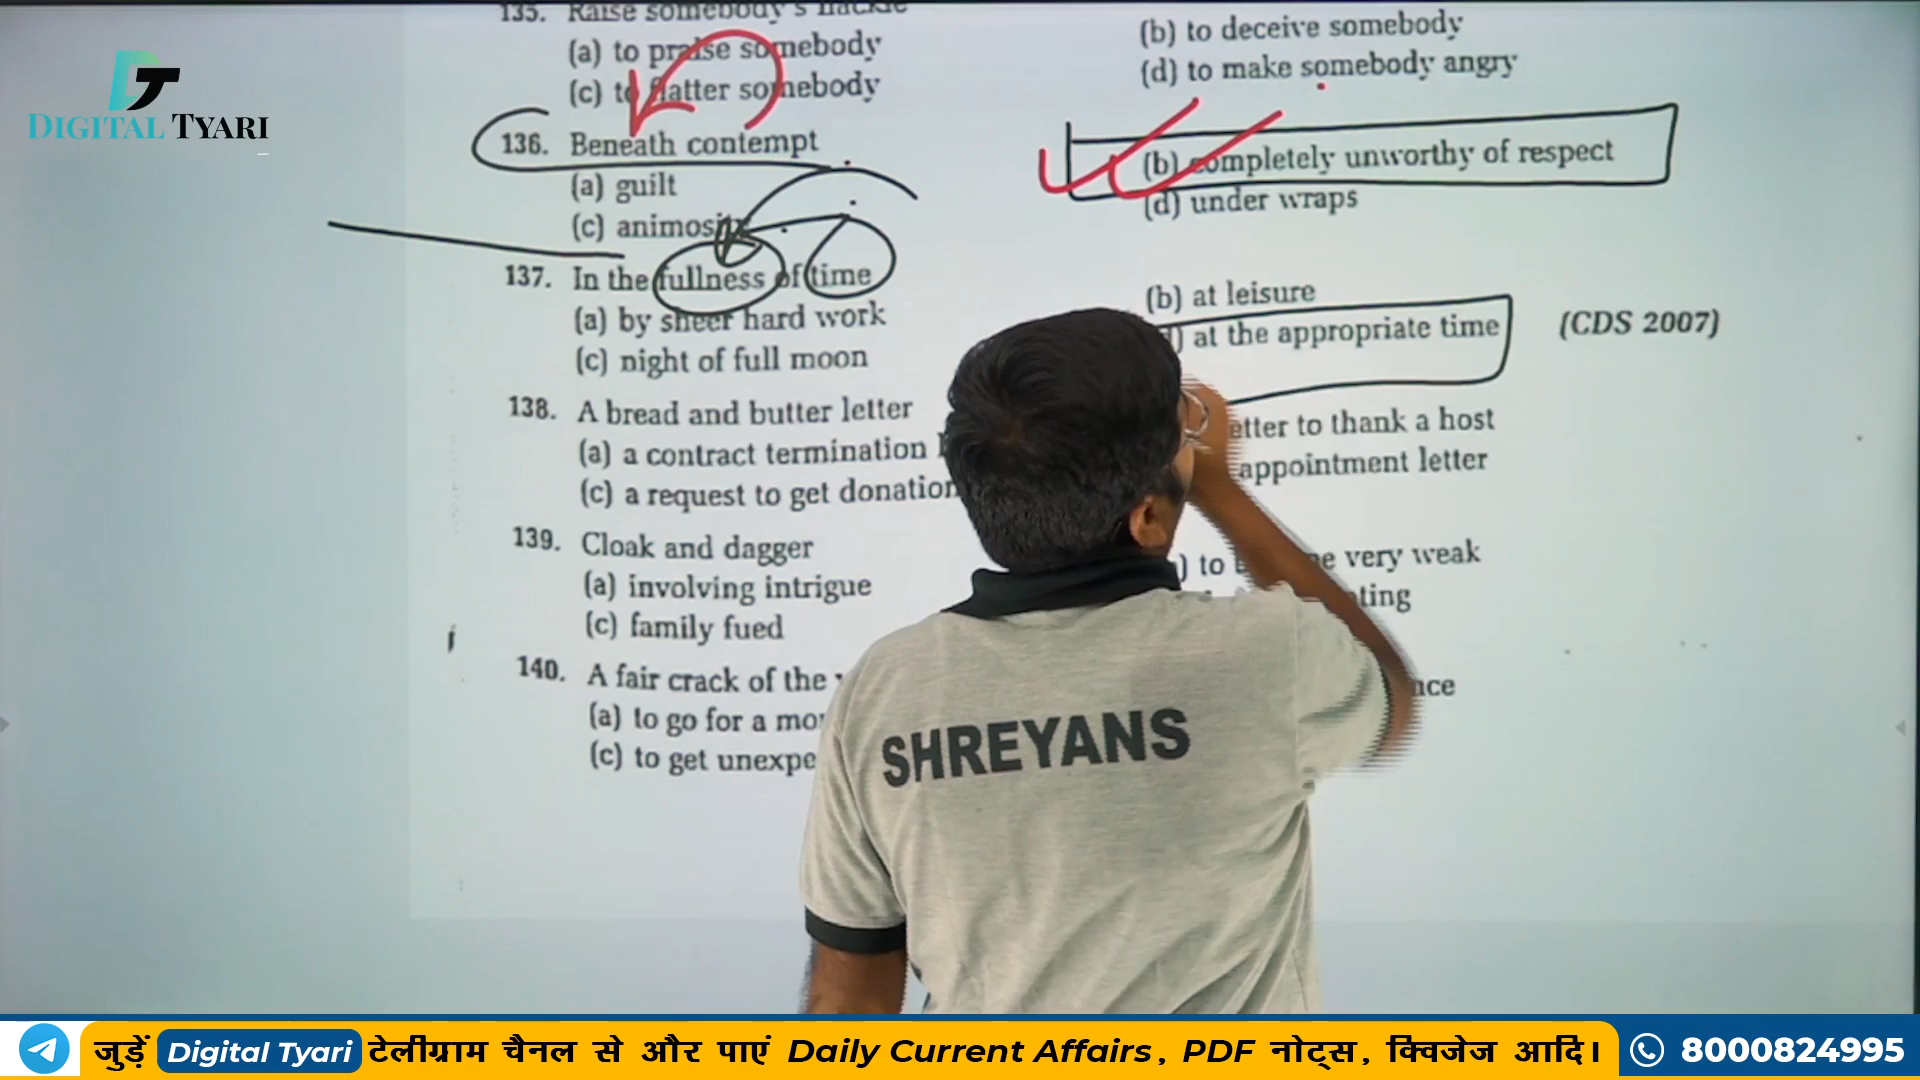 DIGITAL TYARI
135. Raise somebody's hackle
(a) to praise somebody (b) to deceive somebody
(c) to flatter somebody (d) to make somebody angry
136. Beneath contempt
(a) guilt (b) completely unworthy of respect
(c) animosity (d) under wraps
137. In the fullness of time
(a) by sheer hard work (b) at leisure
(c) night of full moon at the appropriate time (CDS 2007)
138. A bread and butter letter
(a) a contract termination letter to thank a host
(c) a request to get donation appointment letter
139. Cloak and dagger
(a) involving intrigue to very weak
(c) family fued
140. A fair crack of the
(a) to go for a
(c) to get
SHREYANS
जुड़ें Digital Tyari टेलीग्राम चैनल से और पाएं Daily Current Affairs, PDF नोट्स, क्विजेज आदि। 8000824995